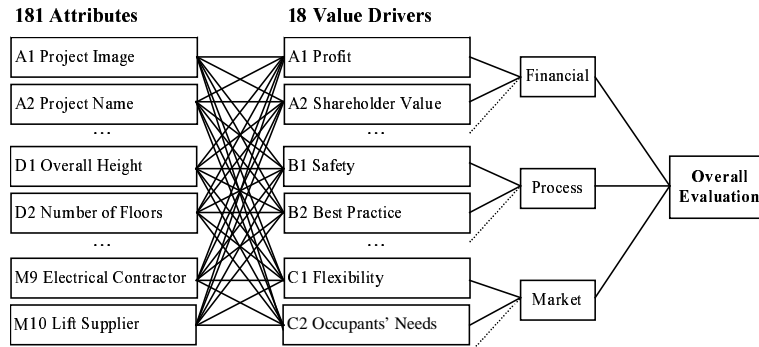 181 Attributes
18 Value Drivers
A1 Project Image
A1 Profit
Financial
A2 Project Name
A2 Shareholder Value
...
...
D1 Overall Height
B1 Safety
Process
Overall
Evaluation
D2 Number of Floors
B2 Best Practice
...
...
M9 Electrical Contractor
C1 Flexibility
Market
M10 Lift Supplier
C2 Occupants’ Needs